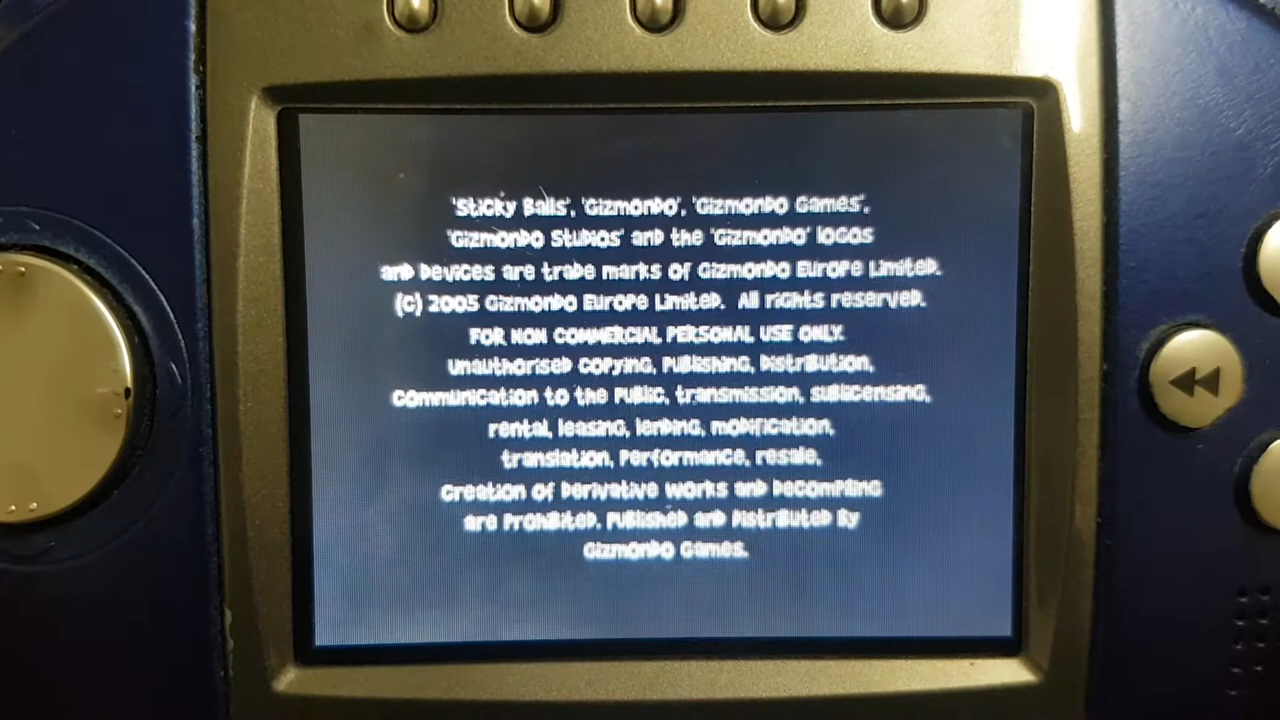 'Sticky Balls', 'Gizmondo', 'Gizmondo Games',
'Gizmondo Studios' and the 'Gizmondo' logos
and devices are trade marks of Gizmondo Europe Limited.
(C) 2005 Gizmondo Europe Limited. All rights reserved.
FOR NON COMMERCIAL PERSONAL USE ONLY.
Unauthorised copying, publishing, distribution,
communication to the public, transmission, sublicensing,
rental, leasing, lending, modification,
translation, performance, resale,
creation of derivative works and decompiling
are prohibited. Published and distributed by
Gizmondo Games.